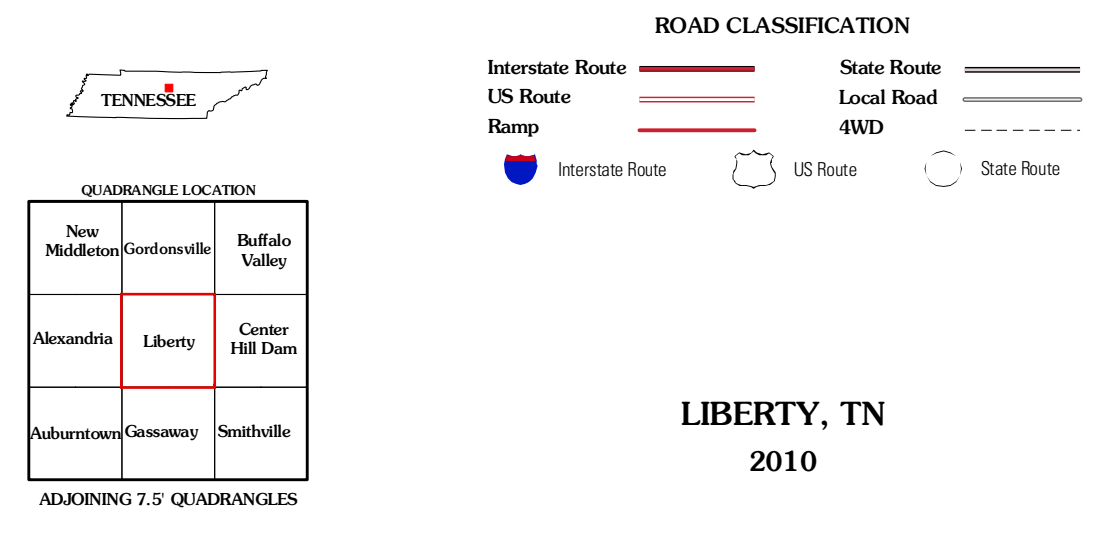 TENNESSEE
QUADRANGLE LOCATION
New
Middleton
Gordonsville
Buffalo
Valley
Alexandria
Liberty
Center
Hill Dam
Auburntown
Gassaway
Smithville
ADJOINING 7.5' QUADRANGLES
ROAD CLASSIFICATION
Interstate Route
US Route
Ramp
State Route
Local Road
4WD
Interstate Route
US Route
State Route
LIBERTY, TN
2010